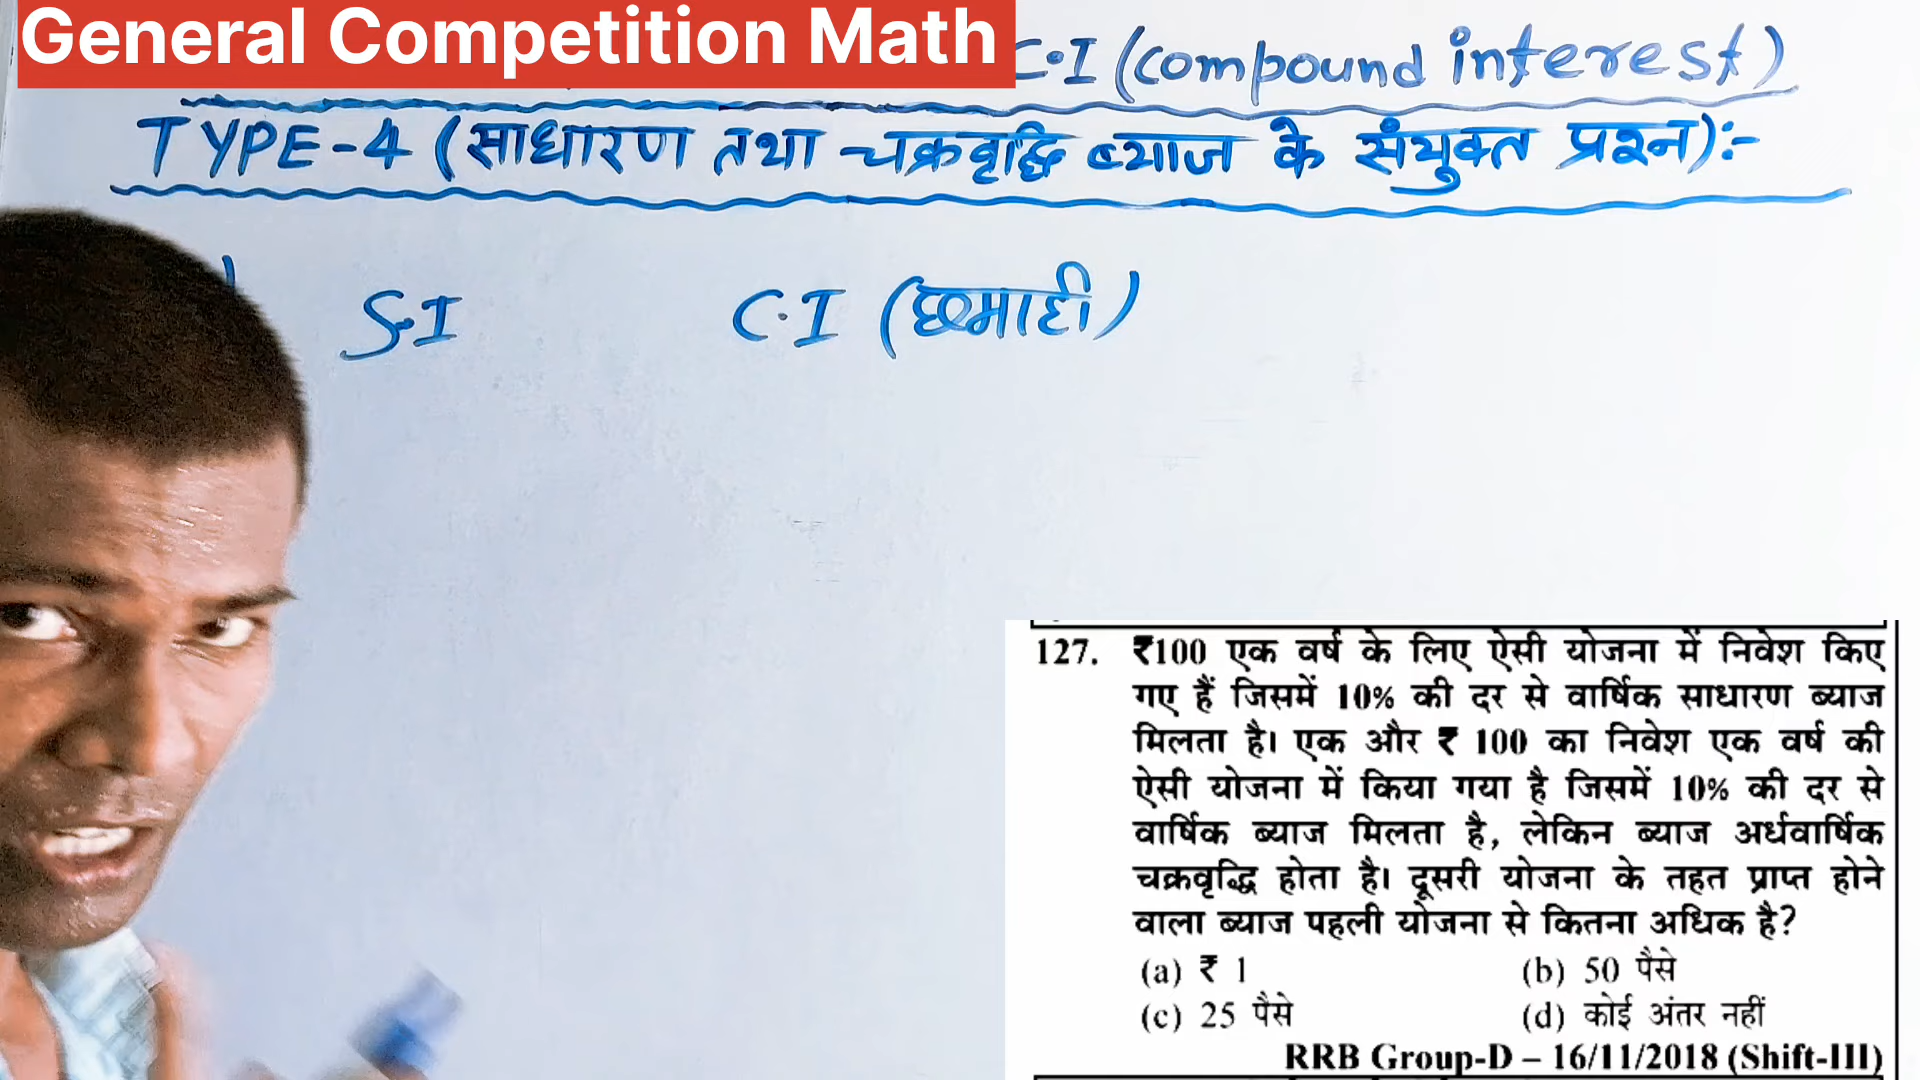 General Competition Math
C.I (compound interest)
TYPE-4 (साधारण तथा चक्रवृद्धि ब्याज के संयुक्त प्रश्न):-
S.I C.I (छमाही)
127. ₹100 एक वर्ष के लिए ऐसी योजना में निवेश किए
गए हैं जिसमें 10% की दर से वार्षिक साधारण ब्याज
मिलता है। एक और ₹ 100 का निवेश एक वर्ष की
ऐसी योजना में किया गया है जिसमें 10% की दर से
वार्षिक ब्याज मिलता है, लेकिन ब्याज अर्धवार्षिक
चक्रवृद्धि होता है। दूसरी योजना के तहत प्राप्त होने
वाला ब्याज पहली योजना से कितना अधिक है?
(a) ₹ 1 (b) 50 पैसे
(c) 25 पैसे (d) कोई अंतर नहीं
RRB Group-D – 16/11/2018 (Shift-III)